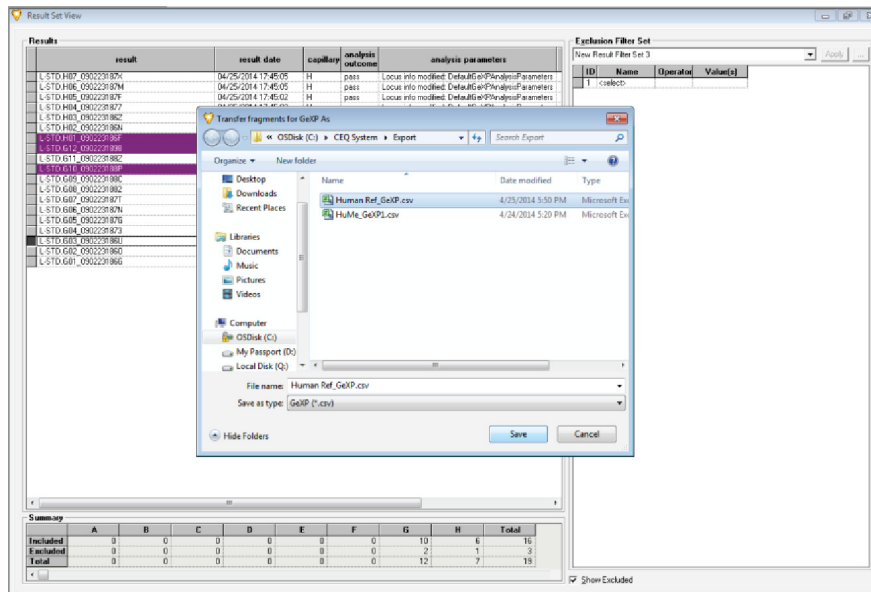 Result Set View
Results
result result date capillary analysis outcome analysis parameters
L-STD.H07_090223187X 04/25/2014 17:45:05 H pass Locus info modified: DefaultGeXPAnalysisParameters
L-STD.H06_090223187M 04/25/2014 17:45:05 H pass Locus info modified: DefaultGeXPAnalysisParameters
L-STD.H05_090223187F 04/25/2014 17:45:02 H pass Locus info modified: DefaultGeXPAnalysisParameters
L-STD.H04_0902231877
L-STD.H03_090223186Z
L-STD.H02_090223186N
L-STD.H01_090223186F
L-STD.G12_090223189B
L-STD.G11_090223188Z
L-STD.G10_090223188P
L-STD.G09_090223188C
L-STD.G08_0902231882
L-STD.G07_090223187T
L-STD.G06_090223187N
L-STD.G05_090223187G
L-STD.G04_0902231873
L-STD.G03_090223186U
L-STD.G02_090223186O
L-STD.G01_090223186G
Transfer fragments for GeXP As
« OSDisk (C:) CEQ System Export
Search Export
Organize New folder
Desktop
Downloads
Recent Places
Libraries
Documents
Music
Pictures
Videos
Computer
OSDisk (C:)
My Passport (D:)
Local Disk (Q:)
Name Date modified Type
Human Ref_GeXP.csv 4/25/2014 5:50 PM Microsoft Ex
HuMe_GeXP1.csv 4/24/2014 5:20 PM Microsoft Ex
File name: Human Ref_GeXP.csv
Save as type: GeXP (*.csv)
Hide Folders
Save Cancel
Exclusion Filter Set
New Result Filter Set 3 Apply ...
ID Name Operator Value(s)
1 <select>
Summary
A B C D E F G H Total
Included 0 0 0 0 0 0 10 6 16
Excluded 0 0 0 0 0 0 2 1 3
Total 0 0 0 0 0 0 12 7 19
Show Excluded